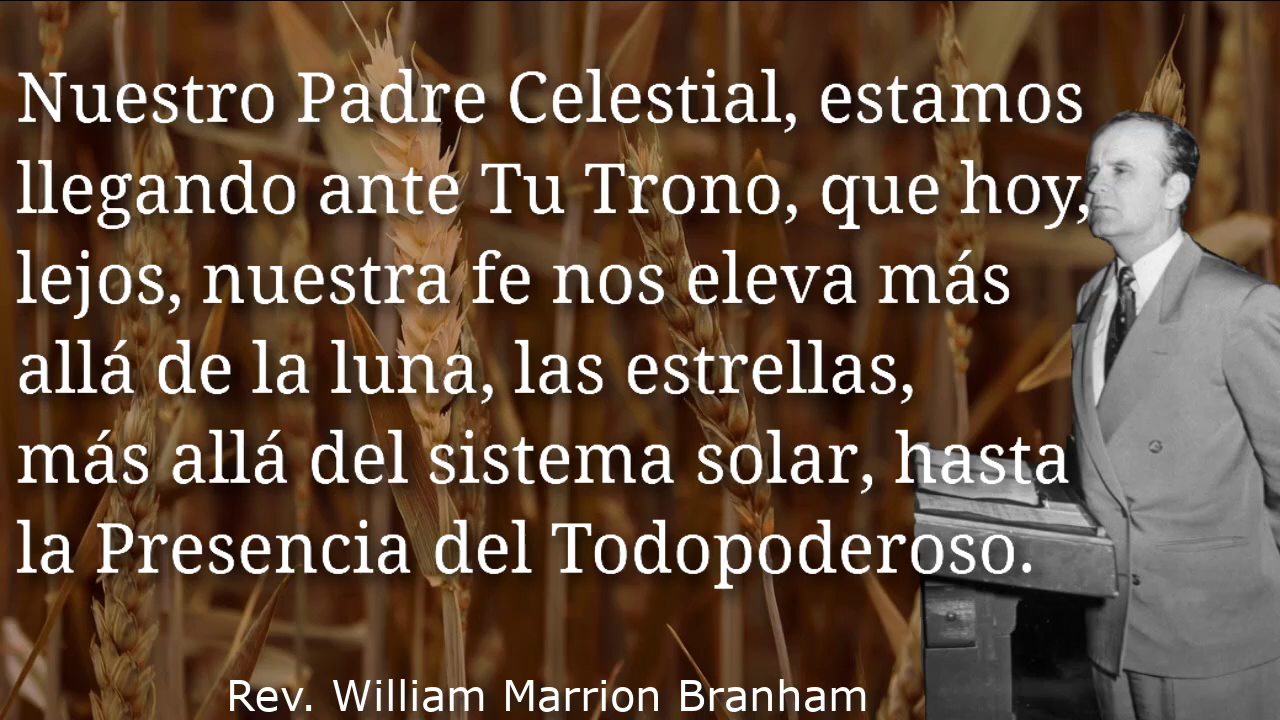 Nuestro Padre Celestial, estamos
llegando ante Tu Trono, que hoy,
lejos, nuestra fe nos eleva más
allá de la luna, las estrellas,
más allá del sistema solar, hasta
la Presencia del Todopoderoso.
Rev. William Marrion Branham